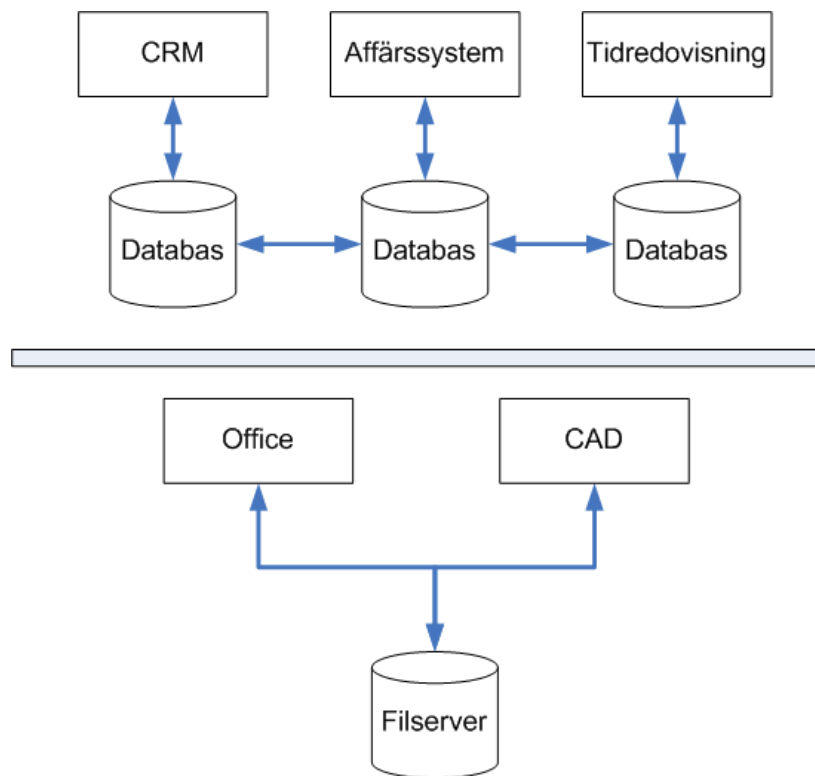 CRM
Affärssystem
Tidredovisning
Databas
Databas
Databas
Office
CAD
Filserver